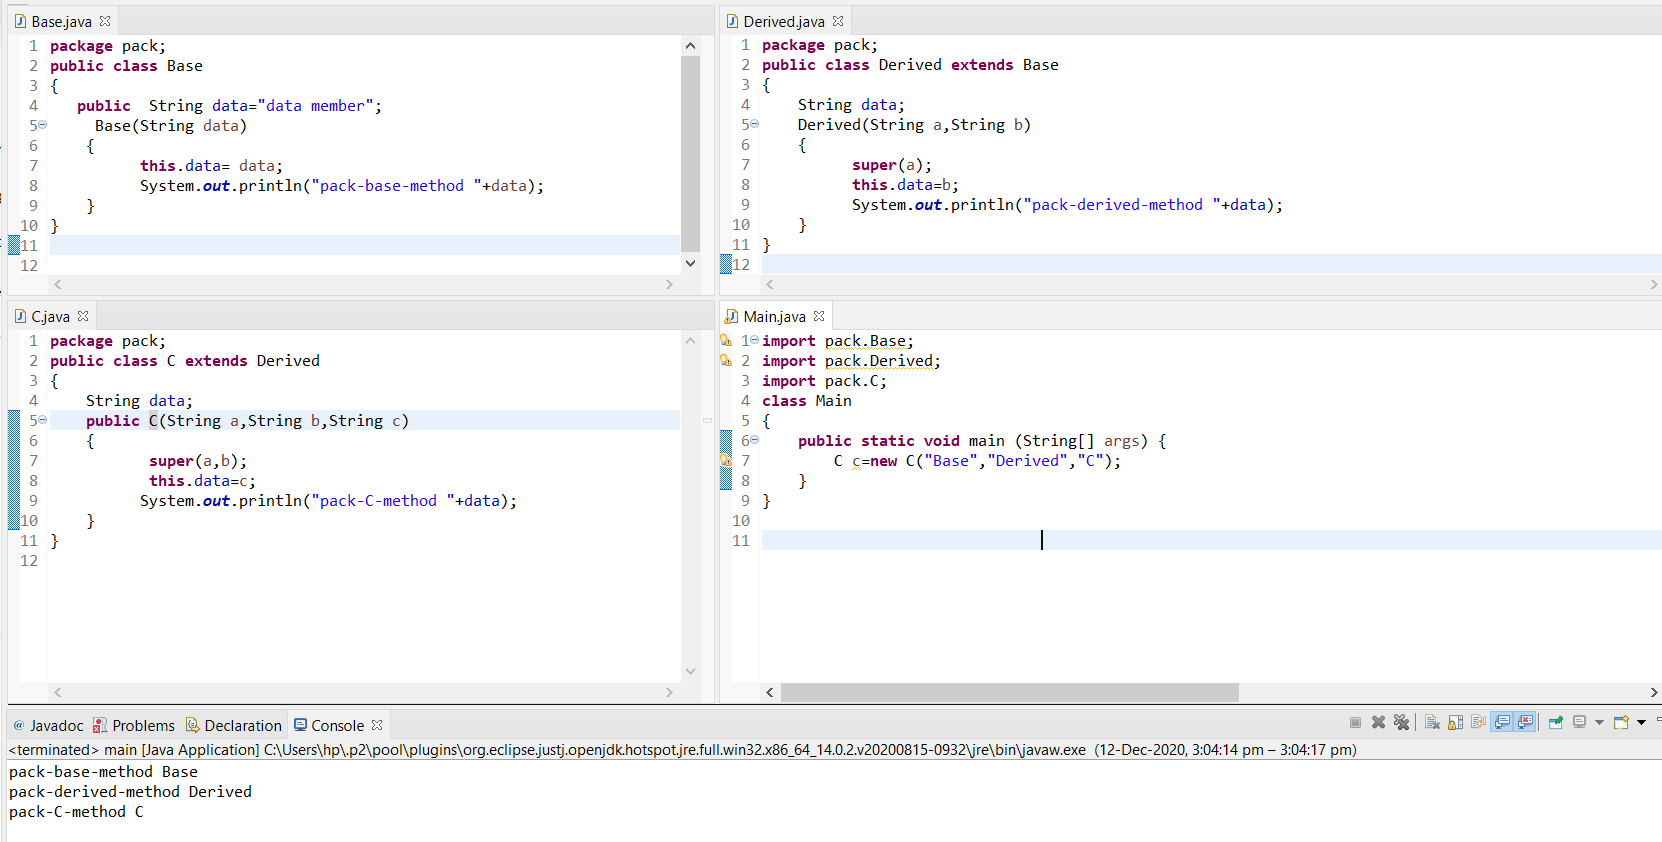 Base.java
1 package pack;
2 public class Base
3 {
4    public  String data="data member";
5      Base(String data)
6     {
7          this.data= data;
8          System.out.println("pack-base-method "+data);
9     }
10 }
11
12
Derived.java
1 package pack;
2 public class Derived extends Base
3 {
4     String data;
5     Derived(String a,String b)
6     {
7          super(a);
8          this.data=b;
9          System.out.println("pack-derived-method "+data);
10     }
11 }
12
C.java
1 package pack;
2 public class C extends Derived
3 {
4     String data;
5     public C(String a,String b,String c)
6     {
7           super(a,b);
8           this.data=c;
9          System.out.println("pack-C-method "+data);
10     }
11 }
12
Main.java
1 import pack.Base;
2 import pack.Derived;
3 import pack.C;
4 class Main
5 {
6     public static void main (String[] args) {
7         C c=new C("Base","Derived","C");
8     }
9 }
10
11
@ Javadoc Problems Declaration Console
<terminated> main [Java Application] C:\Users\hp\.p2\pool\plugins\org.eclipse.justj.openjdk.hotspot.jre.full.win32.x86_64_14.0.2.v20200815-0932\jre\bin\javaw.exe (12-Dec-2020, 3:04:14 pm – 3:04:17 pm)
pack-base-method Base
pack-derived-method Derived
pack-C-method C